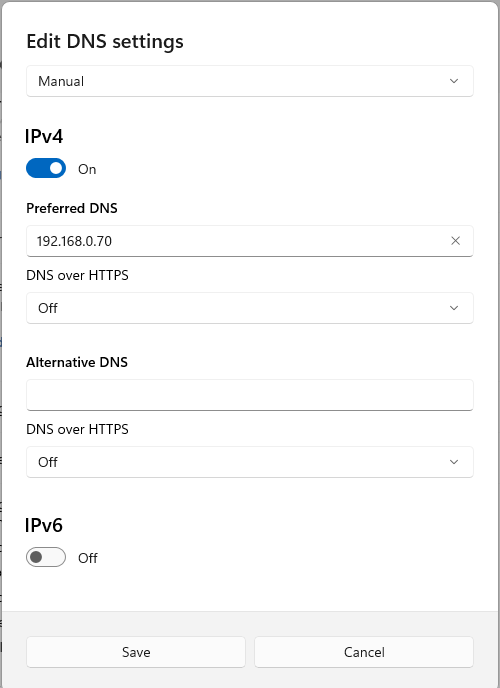 Edit DNS settings
Manual
IPv4
On
Preferred DNS
192.168.0.70
DNS over HTTPS
Off
Alternative DNS
DNS over HTTPS
Off
IPv6
Off
Save Cancel